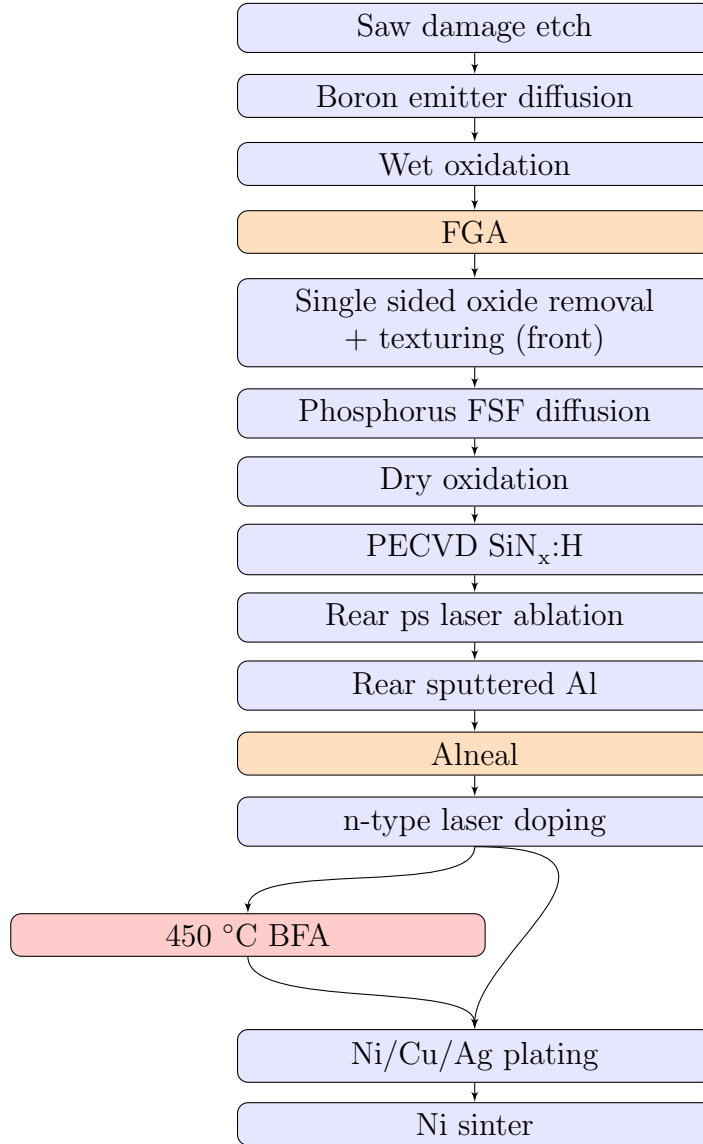 Saw damage etch
Boron emitter diffusion
Wet oxidation
FGA
Single sided oxide removal
+ texturing (front)
Phosphorus FSF diffusion
Dry oxidation
PECVD SiNₓ:H
Rear ps laser ablation
Rear sputtered Al
Alneal
n-type laser doping
450 °C BFA
Ni/Cu/Ag plating
Ni sinter